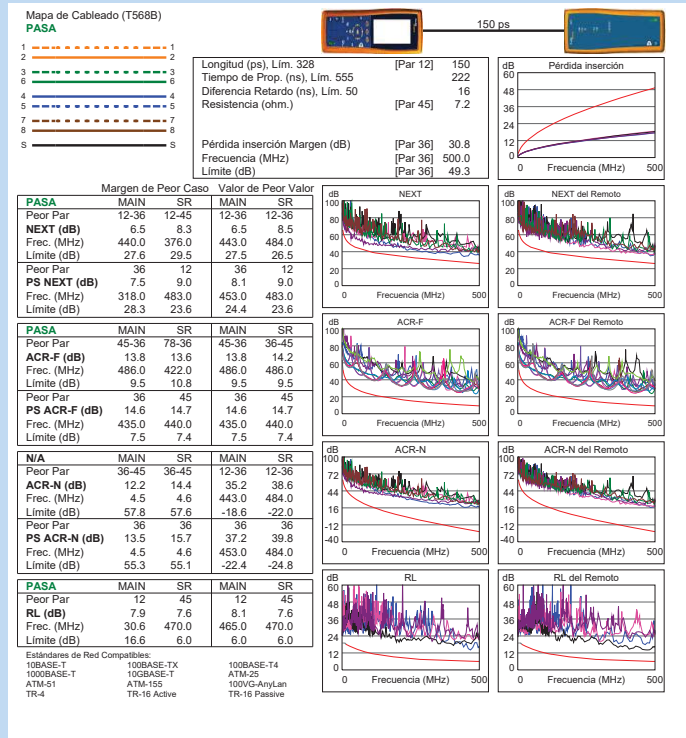 Mapa de Cableado (T568B)
PASA
150 ps
1 1
2 2
3 3
6 6
4 4
5 5
7 7
8 8
S S
Longitud (ps), Lím. 328 [Par 12] 150
Tiempo de Prop. (ns), Lím. 555 222
Diferencia Retardo (ns), Lím. 50 16
Resistencia (ohm.) [Par 45] 7.2
Pérdida inserción Margen (dB) [Par 36] 30.8
Frecuencia (MHz) [Par 36] 500.0
Límite (dB) [Par 36] 49.3
dB Pérdida inserción
60
48
36
24
12
0
0 Frecuencia (MHz) 500
Margen de Peor Caso Valor de Peor Valor
PASA MAIN SR MAIN SR
Peor Par 12-36 12-45 12-36 12-36
NEXT (dB) 6.5 8.3 6.5 8.5
Frec. (MHz) 440.0 376.0 443.0 484.0
Límite (dB) 27.6 29.5 27.5 26.5
Peor Par 36 12 36 12
PS NEXT (dB) 7.5 9.0 8.1 9.0
Frec. (MHz) 318.0 483.0 453.0 483.0
Límite (dB) 28.3 23.6 24.4 23.6
dB NEXT
100
80
60
40
20
0
0 Frecuencia (MHz) 500
dB NEXT del Remoto
100
80
60
40
20
0
0 Frecuencia (MHz) 500
PASA MAIN SR MAIN SR
Peor Par 45-36 78-36 45-36 36-45
ACR-F (dB) 13.8 13.6 13.8 14.2
Frec. (MHz) 486.0 422.0 486.0 486.0
Límite (dB) 9.5 10.8 9.5 9.5
Peor Par 36 45 36 45
PS ACR-F (dB) 14.6 14.7 14.6 14.7
Frec. (MHz) 435.0 440.0 435.0 440.0
Límite (dB) 7.5 7.4 7.5 7.4
dB ACR-F
100
80
60
40
20
0
0 Frecuencia (MHz) 500
dB ACR-F Del Remoto
100
80
60
40
20
0
0 Frecuencia (MHz) 500
N/A MAIN SR MAIN SR
Peor Par 36-45 36-45 12-36 12-36
ACR-N (dB) 12.2 14.4 35.2 38.6
Frec. (MHz) 4.5 4.6 443.0 484.0
Límite (dB) 57.8 57.6 -18.6 -22.0
Peor Par 36 36 36 36
PS ACR-N (dB) 13.5 15.7 37.2 39.8
Frec. (MHz) 4.5 4.6 453.0 484.0
Límite (dB) 55.3 55.1 -22.4 -24.8
dB ACR-N
100
72
44
16
-12
-40
0 Frecuencia (MHz) 500
dB ACR-N del Remoto
100
72
44
16
-12
-40
0 Frecuencia (MHz) 500
PASA MAIN SR MAIN SR
Peor Par 12 45 12 45
RL (dB) 7.9 7.6 8.1 7.6
Frec. (MHz) 30.6 470.0 465.0 470.0
Límite (dB) 16.6 6.0 6.0 6.0
dB RL
60
48
36
24
12
0
0 Frecuencia (MHz) 500
dB RL del Remoto
60
48
36
24
12
0
0 Frecuencia (MHz) 500
Estándares de Red Compatibles:
10BASE-T 100BASE-TX 100BASE-T4
1000BASE-T 10GBASE-T ATM-25
ATM-51 ATM-155 100VG-AnyLan
TR-4 TR-16 Active TR-16 Passive